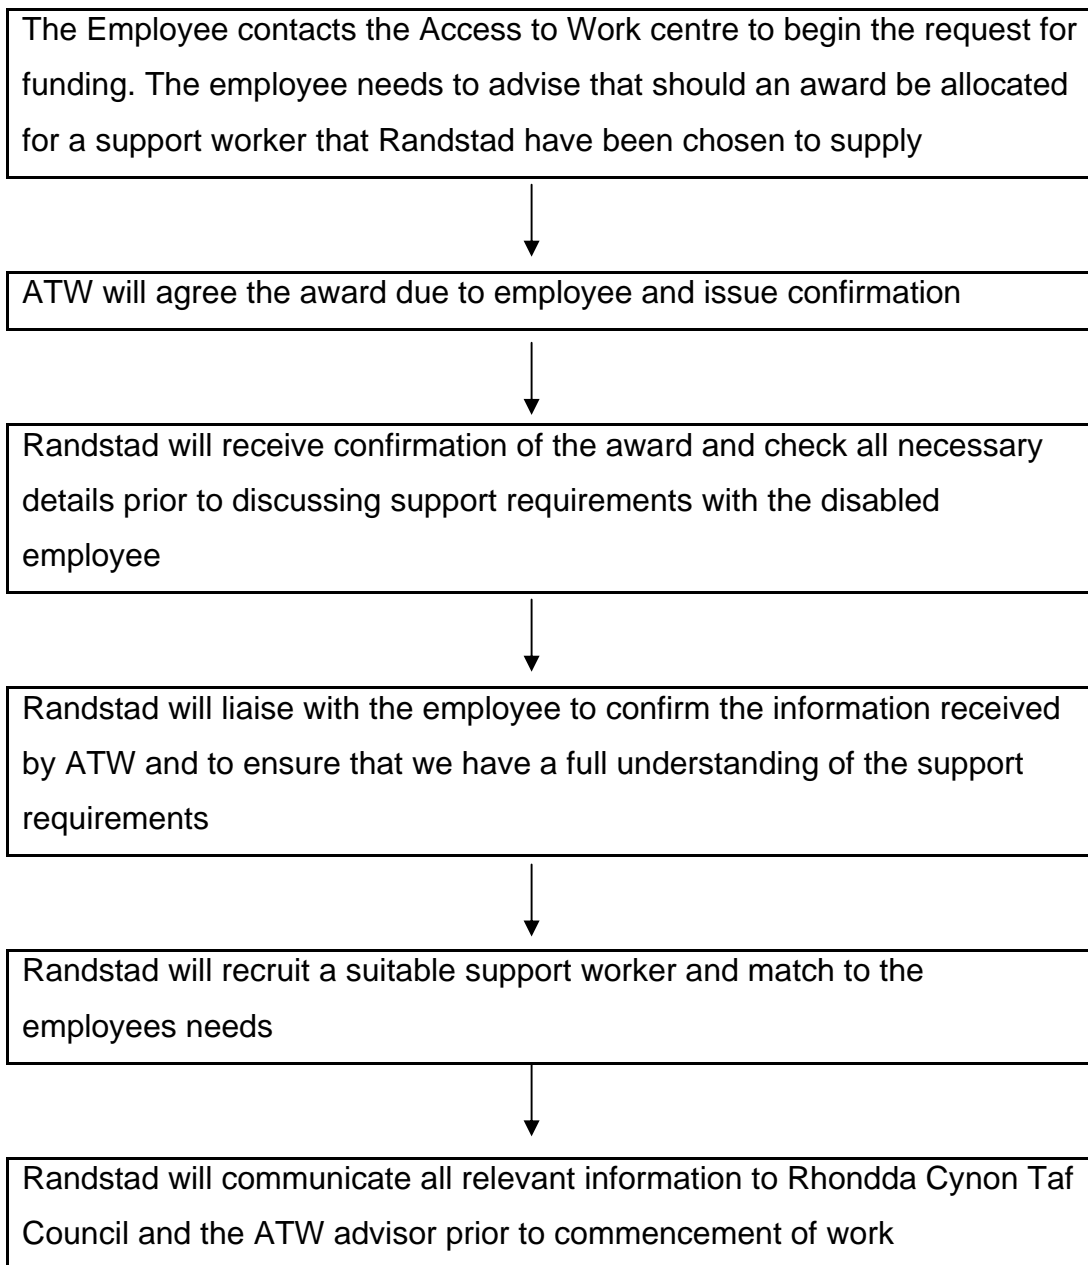 The Employee contacts the Access to Work centre to begin the request for
funding. The employee needs to advise that should an award be allocated
for a support worker that Randstad have been chosen to supply
ATW will agree the award due to employee and issue confirmation
Randstad will receive confirmation of the award and check all necessary
details prior to discussing support requirements with the disabled
employee
Randstad will liaise with the employee to confirm the information received
by ATW and to ensure that we have a full understanding of the support
requirements
Randstad will recruit a suitable support worker and match to the
employees needs
Randstad will communicate all relevant information to Rhondda Cynon Taf
Council and the ATW advisor prior to commencement of work